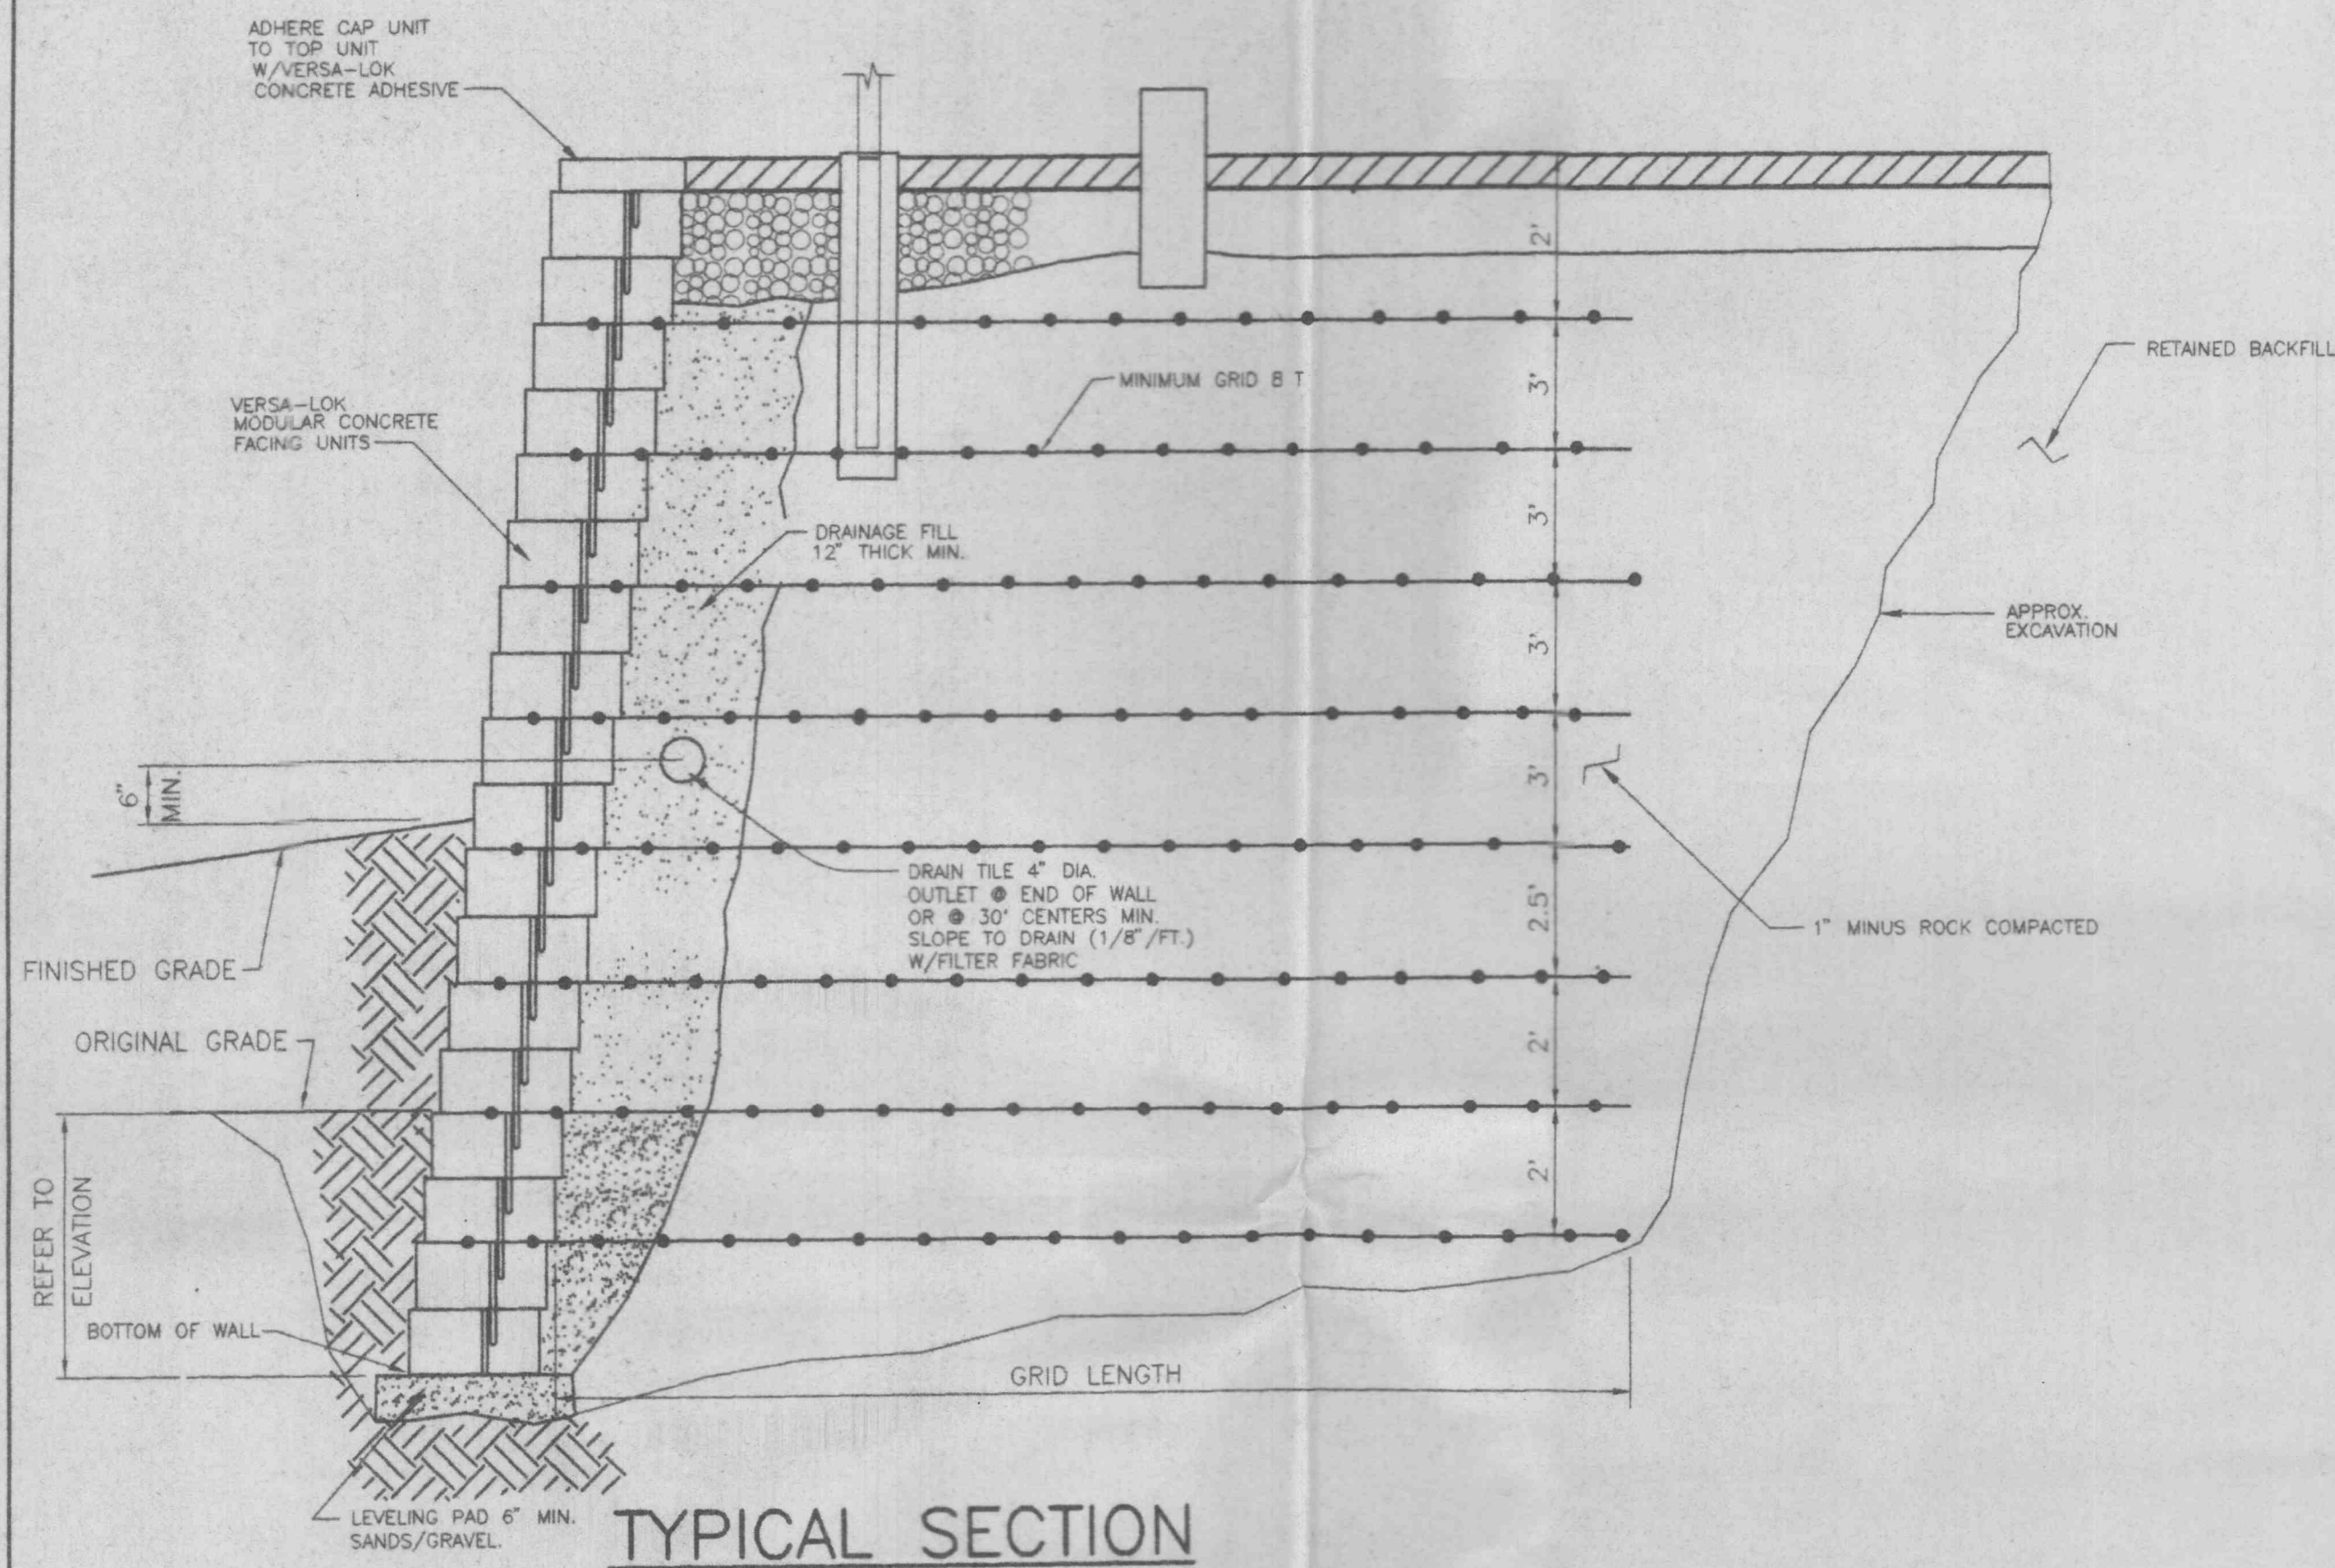 ADHERE CAP UNIT
TO TOP UNIT
W/VERSA-LOK
CONCRETE ADHESIVE
2'
RETAINED BACKFILL
MINIMUM GRID 8 T
3'
VERSA-LOK
MODULAR CONCRETE
FACING UNITS
3'
DRAINAGE FILL
12" THICK MIN.
APPROX.
EXCAVATION
3'
6"
MIN.
3'
DRAIN TILE 4" DIA.
OUTLET @ END OF WALL
OR @ 30' CENTERS MIN.
SLOPE TO DRAIN (1/8"/FT.)
W/FILTER FABRIC
2.5'
1" MINUS ROCK COMPACTED
FINISHED GRADE
ORIGINAL GRADE
2'
2'
REFER TO
ELEVATION
BOTTOM OF WALL
GRID LENGTH
LEVELING PAD 6" MIN.
SANDS/GRAVEL.
TYPICAL SECTION